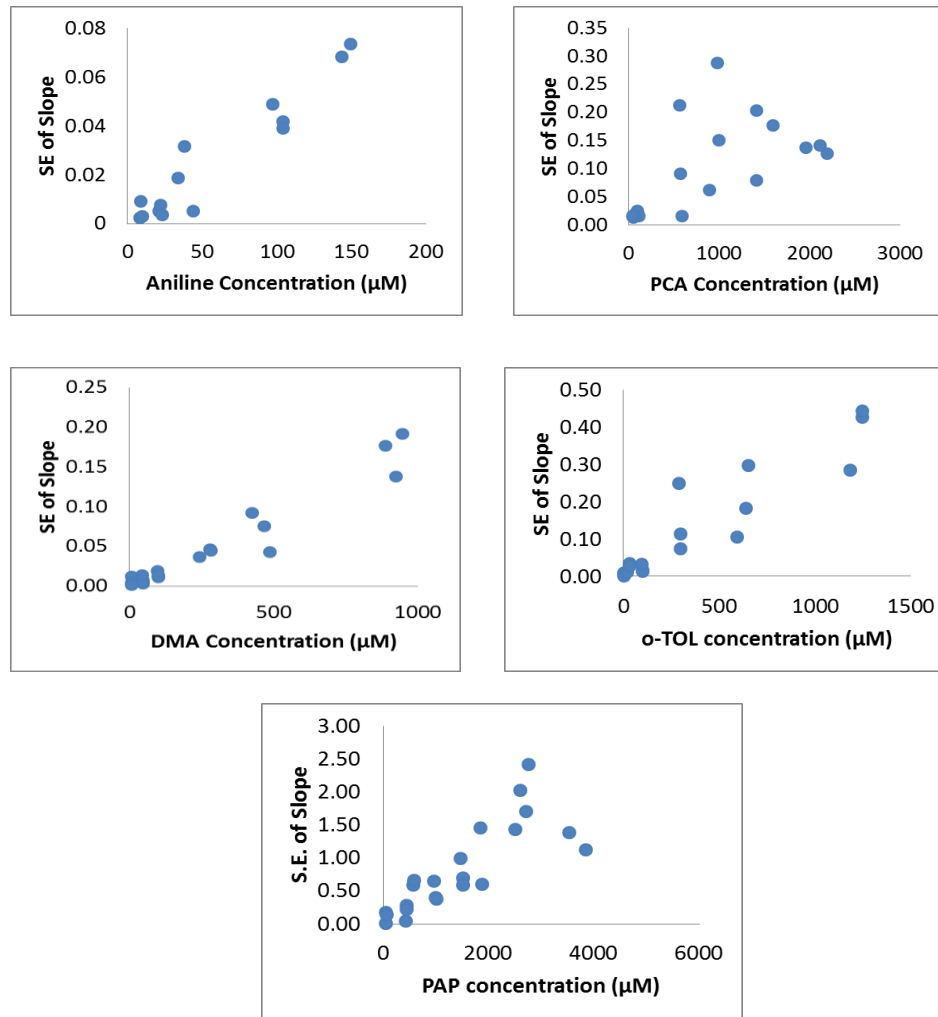 0.08
0.06
0.04
0.02
0
SE of Slope
0 50 100 150 200
Aniline Concentration (µM)
0.35
0.30
0.25
0.20
0.15
0.10
0.05
0.00
SE of Slope
0 1000 2000 3000
PCA Concentration (µM)
0.25
0.20
0.15
0.10
0.05
0.00
SE of Slope
0 500 1000
DMA Concentration (µM)
0.50
0.40
0.30
0.20
0.10
0.00
SE of Slope
0 500 1000 1500
o-TOL concentration (µM)
3.00
2.50
2.00
1.50
1.00
0.50
0.00
S.E. of Slope
0 2000 4000 6000
PAP concentration (µM)